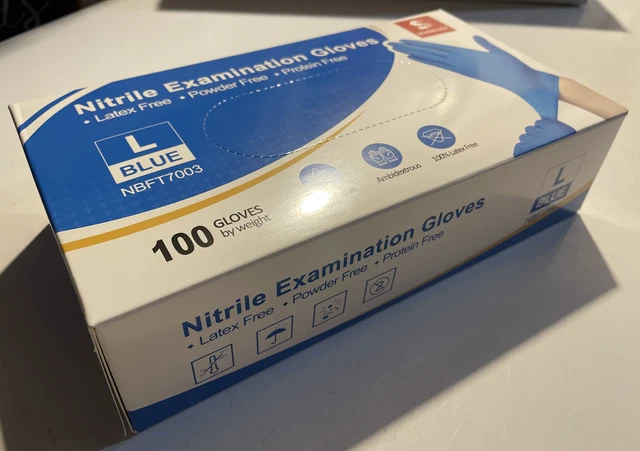 Nitrile Examination Gloves
• Latex Free • Powder Free • Protein Free
L
BLUE
NBFT7003
Ambidextrous
100% Latex Free
100 GLOVES
by weight
L
BLUE
Nitrile Examination Gloves
• Latex Free • Powder Free • Protein Free